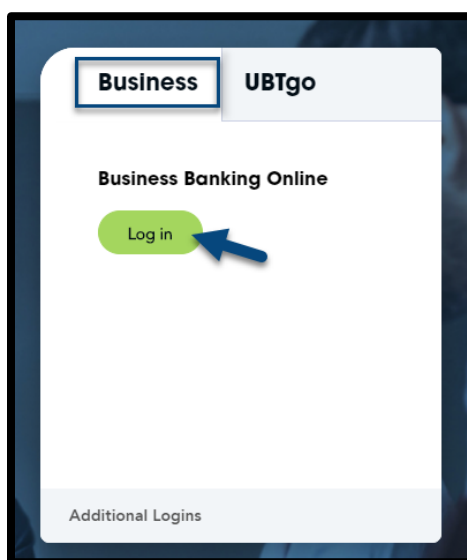 Business UBTgo
Business Banking Online
Log in
Additional Logins